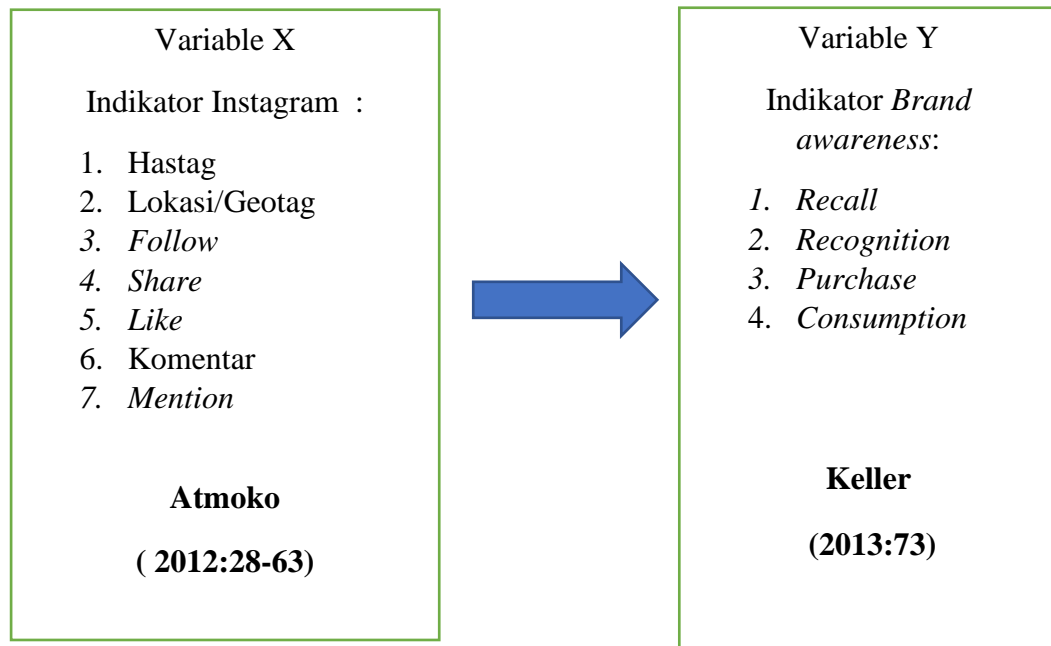 Variable X
Indikator Instagram :
1. Hastag
2. Lokasi/Geotag
3. Follow
4. Share
5. Like
6. Komentar
7. Mention
Atmoko
( 2012:28-63)
Variable Y
Indikator Brand
awareness:
1. Recall
2. Recognition
3. Purchase
4. Consumption
Keller
(2013:73)